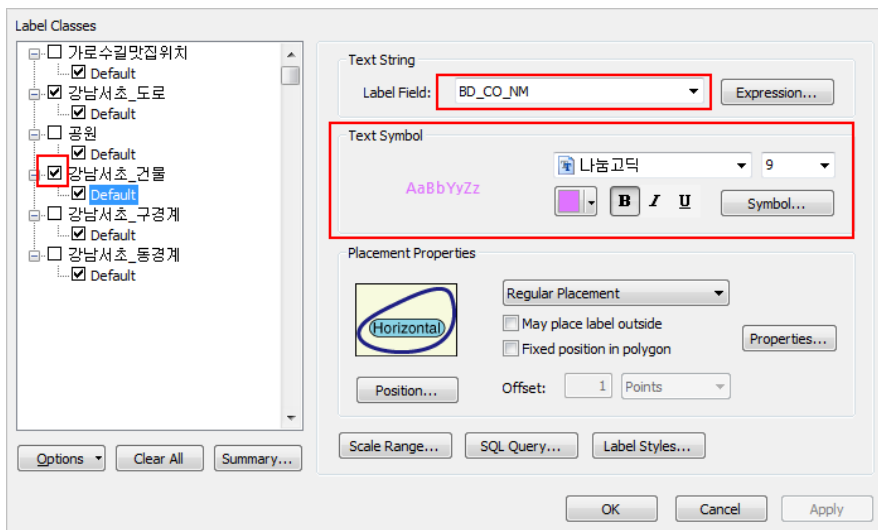 Label Classes
가로수길맛집위치
Default
강남서초_도로
Default
공원
Default
강남서초_건물
Default
강남서초_구경계
Default
강남서초_동경계
Default
Options
Clear All
Summary...
Text String
Label Field:
BD_CO_NM
Expression...
Text Symbol
AaBbYyZz
나눔고딕
9
B I U
Symbol...
Placement Properties
Horizontal
Position...
Regular Placement
May place label outside
Fixed position in polygon
Properties...
Offset: 1 Points
Scale Range...
SQL Query...
Label Styles...
OK
Cancel
Apply